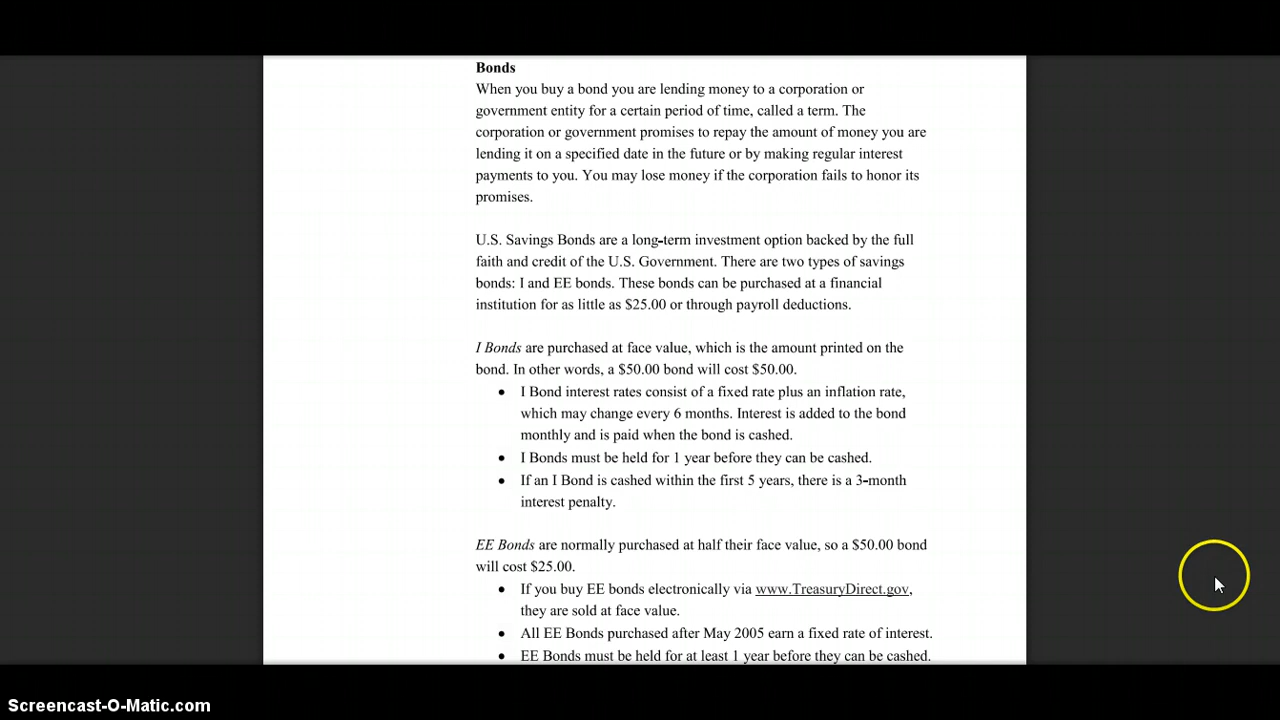 Bonds
When you buy a bond you are lending money to a corporation or
government entity for a certain period of time, called a term. The
corporation or government promises to repay the amount of money you are
lending it on a specified date in the future or by making regular interest
payments to you. You may lose money if the corporation fails to honor its
promises.
U.S. Savings Bonds are a long-term investment option backed by the full
faith and credit of the U.S. Government. There are two types of savings
bonds: I and EE bonds. These bonds can be purchased at a financial
institution for as little as $25.00 or through payroll deductions.
I Bonds are purchased at face value, which is the amount printed on the
bond. In other words, a $50.00 bond will cost $50.00.
• I Bond interest rates consist of a fixed rate plus an inflation rate,
which may change every 6 months. Interest is added to the bond
monthly and is paid when the bond is cashed.
• I Bonds must be held for 1 year before they can be cashed.
• If an I Bond is cashed within the first 5 years, there is a 3-month
interest penalty.
EE Bonds are normally purchased at half their face value, so a $50.00 bond
will cost $25.00.
• If you buy EE bonds electronically via www.TreasuryDirect.gov,
they are sold at face value.
• All EE Bonds purchased after May 2005 earn a fixed rate of interest.
• EE Bonds must be held for at least 1 year before they can be cashed.
Screencast-O-Matic.com